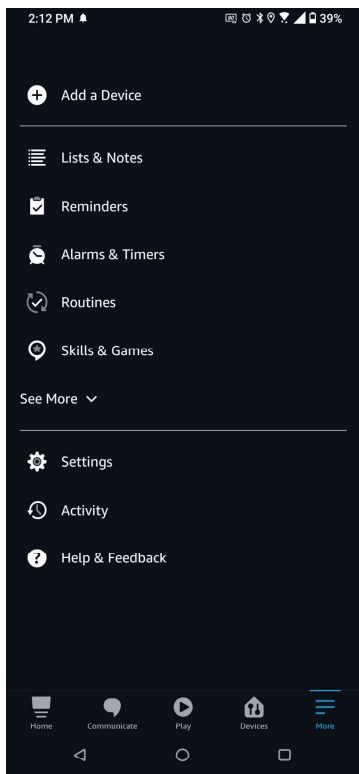 2:12 PM 39%
Add a Device
Lists & Notes
Reminders
Alarms & Timers
Routines
Skills & Games
See More
Settings
Activity
Help & Feedback
Home Communicate Play Devices More